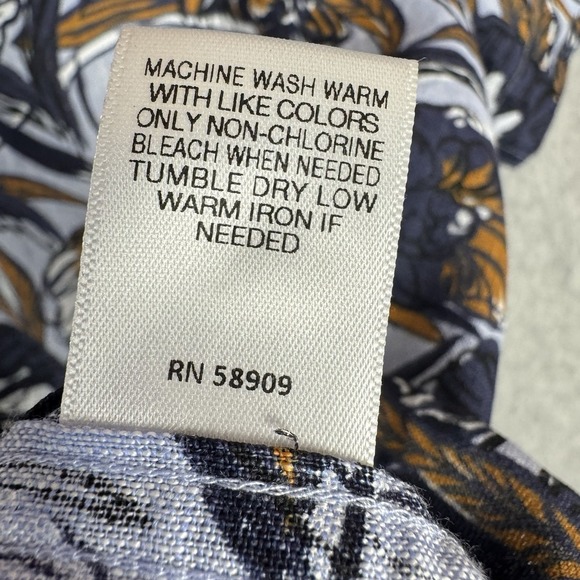 MACHINE WASH WARM
WITH LIKE COLORS
ONLY NON-CHLORINE
BLEACH WHEN NEEDED
TUMBLE DRY LOW
WARM IRON IF
NEEDED
RN 58909